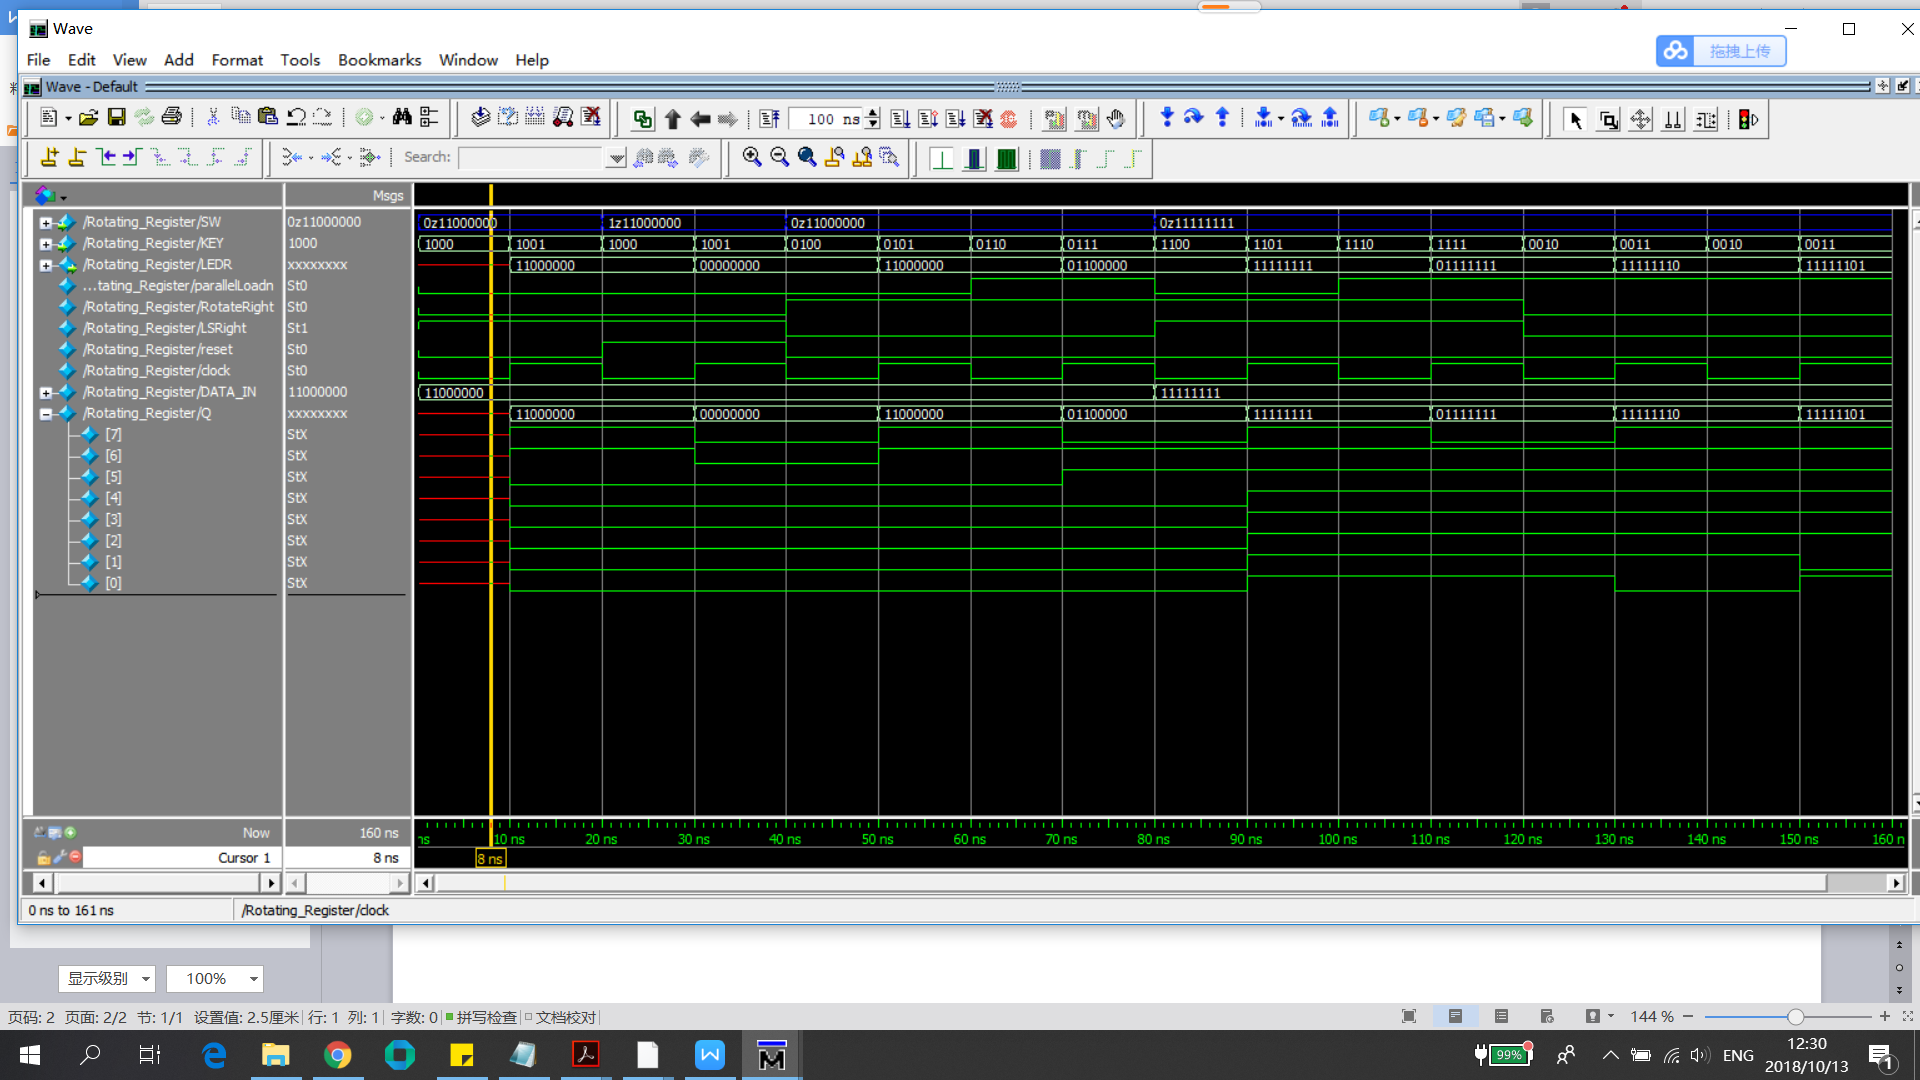 Wave
拖拽上传
File Edit View Add Format Tools Bookmarks Window Help
Wave - Default
100 ns
Search:
Msgs
/Rotating_Register/SW 0z11000000 0z11000000 1z11000000 0z11000000 0z11111111
/Rotating_Register/KEY 1000 1000 1001 1000 1001 0100 0101 0110 0111 1100 1101 1110 1111 0010 0011 0010 0011
/Rotating_Register/LEDR xxxxxxxx 11000000 00000000 11000000 01100000 11111111 01111111 11111110 11111101
...tating_Register/parallelLoadn St0
/Rotating_Register/RotateRight St0
/Rotating_Register/LSRight St1
/Rotating_Register/reset St0
/Rotating_Register/clock St0
/Rotating_Register/DATA_IN 11000000 11000000 11111111
/Rotating_Register/Q xxxxxxxx 11000000 00000000 11000000 01100000 11111111 01111111 11111110 11111101
[7] StX
[6] StX
[5] StX
[4] StX
[3] StX
[2] StX
[1] StX
[0] StX
Now 160 ns ns 10 ns 20 ns 30 ns 40 ns 50 ns 60 ns 70 ns 80 ns 90 ns 100 ns 110 ns 120 ns 130 ns 140 ns 150 ns 160 n
Cursor 1 8 ns 8 ns
0 ns to 161 ns /Rotating_Register/clock
显示级别 100%
页码: 2 页面: 2/2 节: 1/1 设置值: 2.5厘米 行: 1 列: 1 字数: 0 拼写检查 文档校对 144 %
99% ENG 12:30
2018/10/13 1